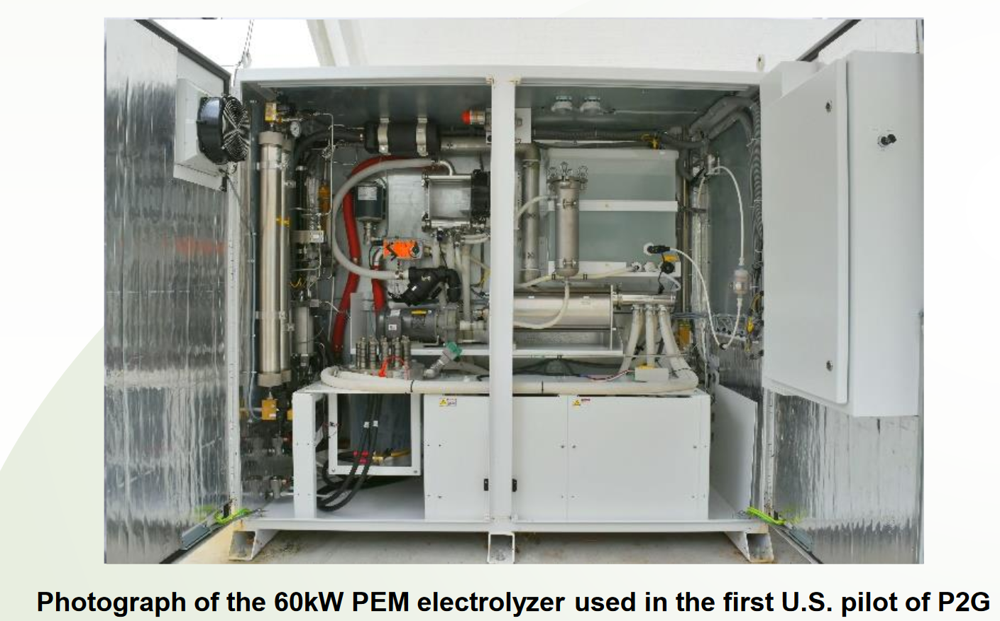 Photograph of the 60kW PEM electrolyzer used in the first U.S. pilot of P2G